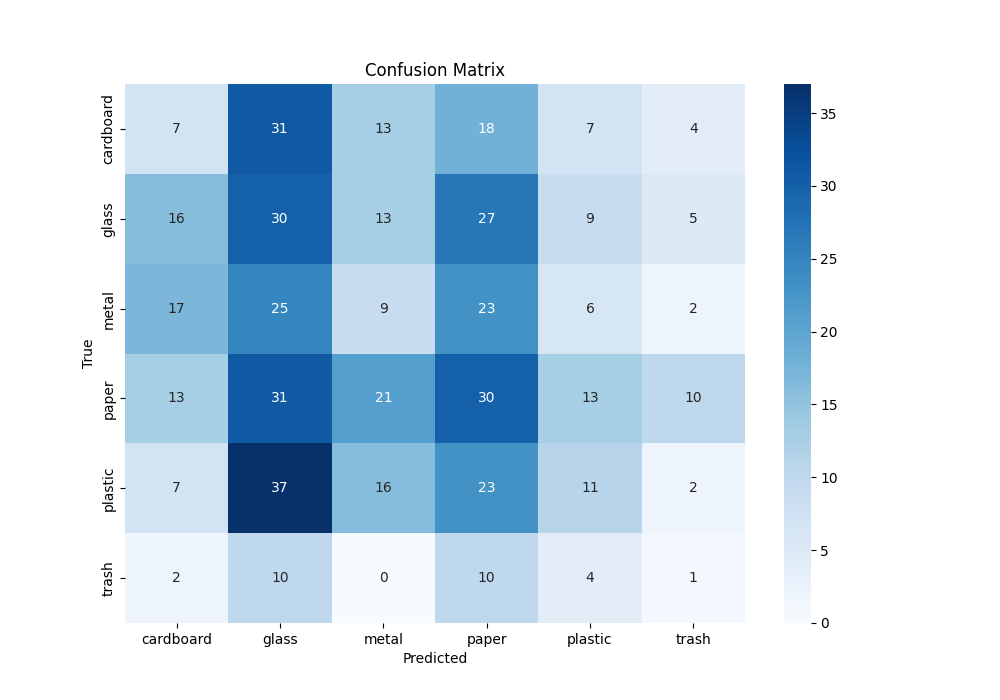 Confusion Matrix
cardboard 7 31 13 18 7 4
glass 16 30 13 27 9 5
metal 17 25 9 23 6 2
paper 13 31 21 30 13 10
plastic 7 37 16 23 11 2
trash 2 10 0 10 4 1
cardboard glass metal paper plastic trash
Predicted
True
35
30
25
20
15
10
5
0